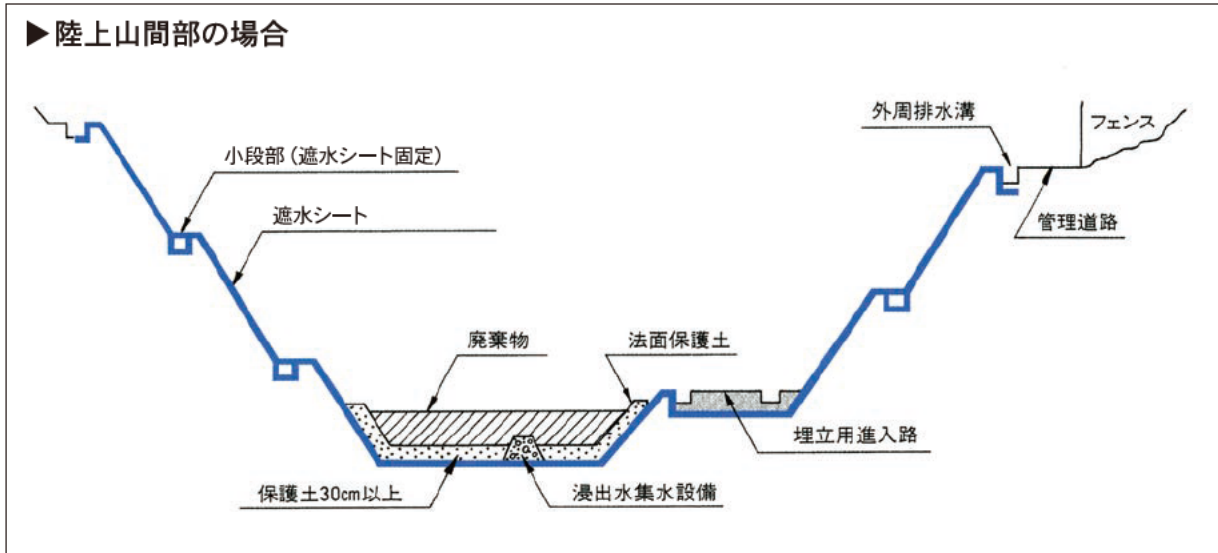 ▶陸上山間部の場合
外周排水溝
フェンス
小段部（遮水シート固定）
遮水シート
管理道路
廃棄物
法面保護土
埋立用進入路
保護土30cm以上
浸出水集水設備